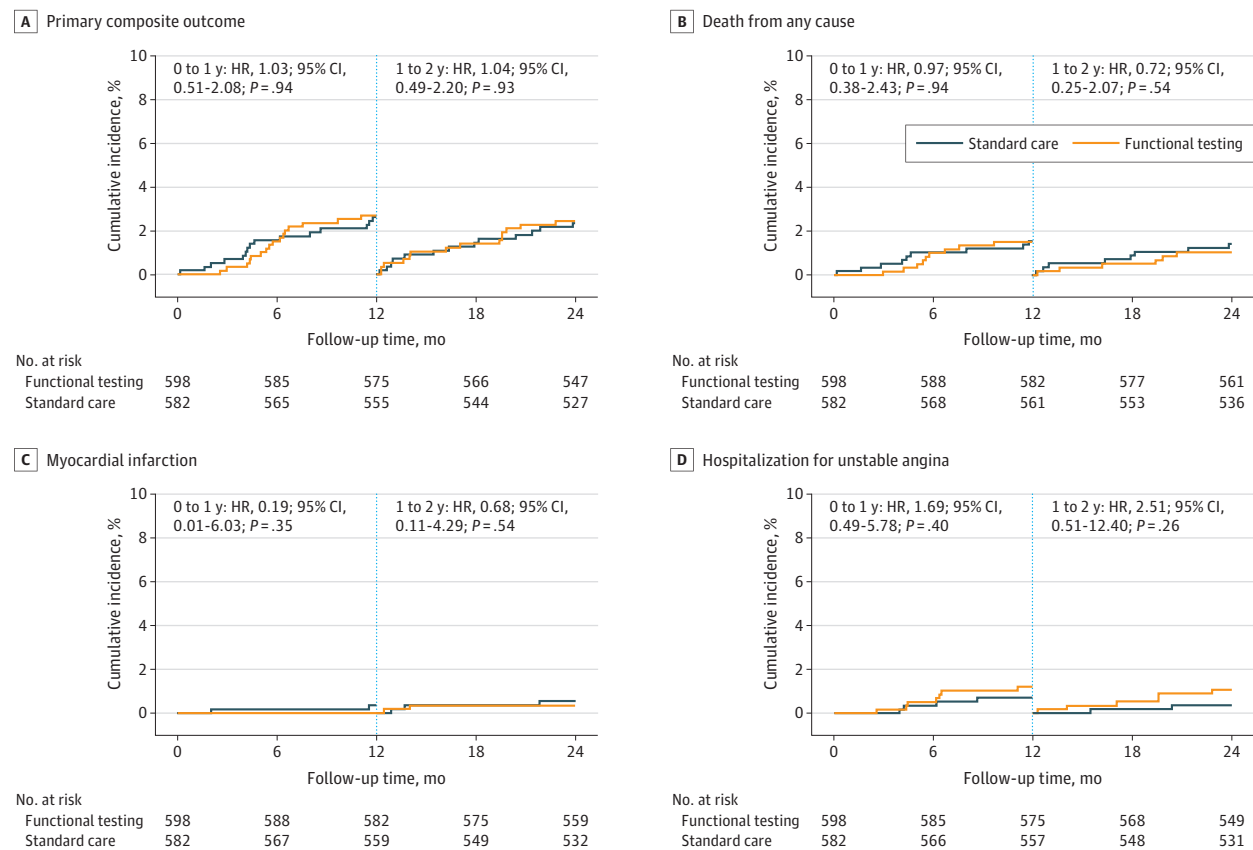 A Primary composite outcome
10
8
6
4
2
0
Cumulative incidence, %
0 to 1 y: HR, 1.03; 95% CI,
0.51-2.08; P = .94
1 to 2 y: HR, 1.04; 95% CI,
0.49-2.20; P = .93
0 6 12 18 24
Follow-up time, mo
No. at risk
Functional testing 598 585 575 566 547
Standard care 582 565 555 544 527
B Death from any cause
10
8
6
4
2
0
Cumulative incidence, %
0 to 1 y: HR, 0.97; 95% CI,
0.38-2.43; P = .94
1 to 2 y: HR, 0.72; 95% CI,
0.25-2.07; P = .54
Standard care Functional testing
0 6 12 18 24
Follow-up time, mo
No. at risk
Functional testing 598 588 582 577 561
Standard care 582 568 561 553 536
C Myocardial infarction
10
8
6
4
2
0
Cumulative incidence, %
0 to 1 y: HR, 0.19; 95% CI,
0.01-6.03; P = .35
1 to 2 y: HR, 0.68; 95% CI,
0.11-4.29; P = .54
0 6 12 18 24
Follow-up time, mo
No. at risk
Functional testing 598 588 582 575 559
Standard care 582 567 559 549 532
D Hospitalization for unstable angina
10
8
6
4
2
0
Cumulative incidence, %
0 to 1 y: HR, 1.69; 95% CI,
0.49-5.78; P = .40
1 to 2 y: HR, 2.51; 95% CI,
0.51-12.40; P = .26
0 6 12 18 24
Follow-up time, mo
No. at risk
Functional testing 598 585 575 568 549
Standard care 582 566 557 548 531